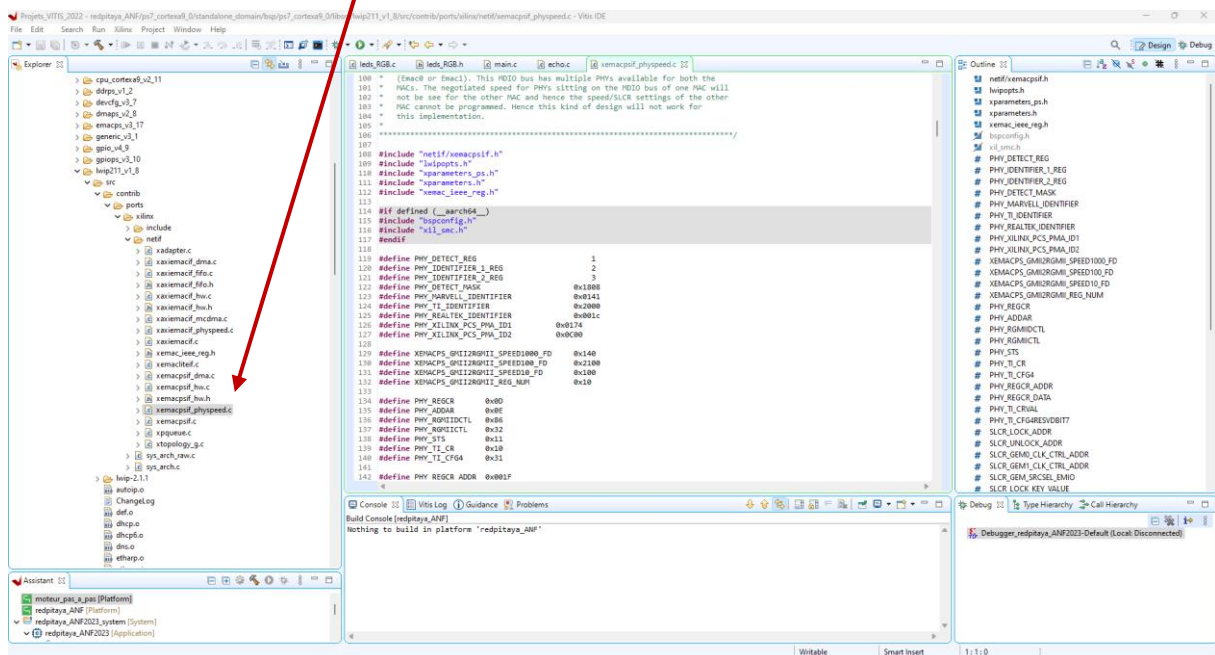 Projets_VITIS_2022 - redpitaya_ANF/ps7_cortexa9_0/standalone_domain/bsp/ps7_cortexa9_0/libsrc/lwip211_v1_8/src/contrib/ports/xilinx/netif/xemacpsif_physpeed.c - Vitis IDE
File Edit Search Run Xilinx Project Window Help
Design Debug
Explorer
cpu_cortexa9_v2_11
ddrps_v1_2
devcfg_v3_7
dmaps_v2_8
emacps_v3_17
generic_v3_1
gpio_v4_9
gpiops_v3_10
lwip211_v1_8
src
contrib
ports
xilinx
include
netif
xadapter.c
xaxiemacif_dma.c
xaxiemacif_fifo.c
xaxiemacif_fifo.h
xaxiemacif_hw.c
xaxiemacif_hw.h
xaxiemacif_mcdma.c
xaxiemacif_physpeed.c
xaxiemacif.c
xemac_ieee_reg.h
xemacliteif.c
xemacpsif_dma.c
xemacpsif_hw.c
xemacpsif_hw.h
xemacpsif_physpeed.c
xemacpsif.c
xpqueue.c
xtopology_g.c
sys_arch_raw.c
sys_arch.c
lwip-2.1.1
autoip.o
ChangeLog
def.o
dhcp.o
dhcp6.o
dns.o
etharp.o
leds_RGB.c leds_RGB.h main.c echo.c xemacpsif_physpeed.c
100 * (Emac0 or Emac1). This MDIO bus has multiple PHYs available for both the
101 * MACs. The negotiated speed for PHYs sitting on the MDIO bus of one MAC will
102 * not be see for the other MAC and hence the speed/SLCR settings of the other
103 * MAC cannot be programmed. Hence this kind of design will not work for
104 * this implementation.
105 *
106 ******************************************************************************/
107
108 #include "netif/xemacpsif.h"
109 #include "lwipopts.h"
110 #include "xparameters_ps.h"
111 #include "xparameters.h"
112 #include "xemac_ieee_reg.h"
113
114 #if defined (__aarch64__)
115 #include "bspconfig.h"
116 #include "xil_smc.h"
117 #endif
118
119 #define PHY_DETECT_REG 1
120 #define PHY_IDENTIFIER_1_REG 2
121 #define PHY_IDENTIFIER_2_REG 3
122 #define PHY_DETECT_MASK 0x1808
123 #define PHY_MARVELL_IDENTIFIER 0x0141
124 #define PHY_TI_IDENTIFIER 0x2000
125 #define PHY_REALTEK_IDENTIFIER 0x001c
126 #define PHY_XILINX_PCS_PMA_ID1 0x0174
127 #define PHY_XILINX_PCS_PMA_ID2 0x0C00
128
129 #define XEMACPS_GMII2RGMII_SPEED1000_FD 0x140
130 #define XEMACPS_GMII2RGMII_SPEED100_FD 0x2100
131 #define XEMACPS_GMII2RGMII_SPEED10_FD 0x100
132 #define XEMACPS_GMII2RGMII_REG_NUM 0x10
133
134 #define PHY_REGCR 0x0D
135 #define PHY_ADDAR 0x0E
136 #define PHY_RGMIIDCTL 0x86
137 #define PHY_RGMIICTL 0x32
138 #define PHY_STS 0x11
139 #define PHY_TI_CR 0x10
140 #define PHY_TI_CFG4 0x31
141
142 #define PHY_REGCR_ADDR 0x001F
Outline
netif/xemacpsif.h
lwipopts.h
xparameters_ps.h
xparameters.h
xemac_ieee_reg.h
bspconfig.h
xil_smc.h
PHY_DETECT_REG
PHY_IDENTIFIER_1_REG
PHY_IDENTIFIER_2_REG
PHY_DETECT_MASK
PHY_MARVELL_IDENTIFIER
PHY_TI_IDENTIFIER
PHY_REALTEK_IDENTIFIER
PHY_XILINX_PCS_PMA_ID1
PHY_XILINX_PCS_PMA_ID2
XEMACPS_GMII2RGMII_SPEED1000_FD
XEMACPS_GMII2RGMII_SPEED100_FD
XEMACPS_GMII2RGMII_SPEED10_FD
XEMACPS_GMII2RGMII_REG_NUM
PHY_REGCR
PHY_ADDAR
PHY_RGMIIDCTL
PHY_RGMIICTL
PHY_STS
PHY_TI_CR
PHY_TI_CFG4
PHY_REGCR_ADDR
PHY_REGCR_DATA
PHY_TI_CRVAL
PHY_TI_CFG4RESVDBIT7
SLCR_LOCK_ADDR
SLCR_UNLOCK_ADDR
SLCR_GEM0_CLK_CTRL_ADDR
SLCR_GEM1_CLK_CTRL_ADDR
SLCR_GEM_SRCSEL_EMIO
SLCR_LOCK_KEY_VALUE
Console Vitis Log Guidance Problems
Build Console [redpitaya_ANF]
Nothing to build in platform 'redpitaya_ANF'
Debug Type Hierarchy Call Hierarchy
Debugger_redpitaya_ANF2023-Default (Local: Disconnected)
Assistant
moteur_pas_a_pas [Platform]
redpitaya_ANF [Platform]
redpitaya_ANF2023_system [System]
redpitaya_ANF2023 [Application]
Writable Smart Insert 1:1:0